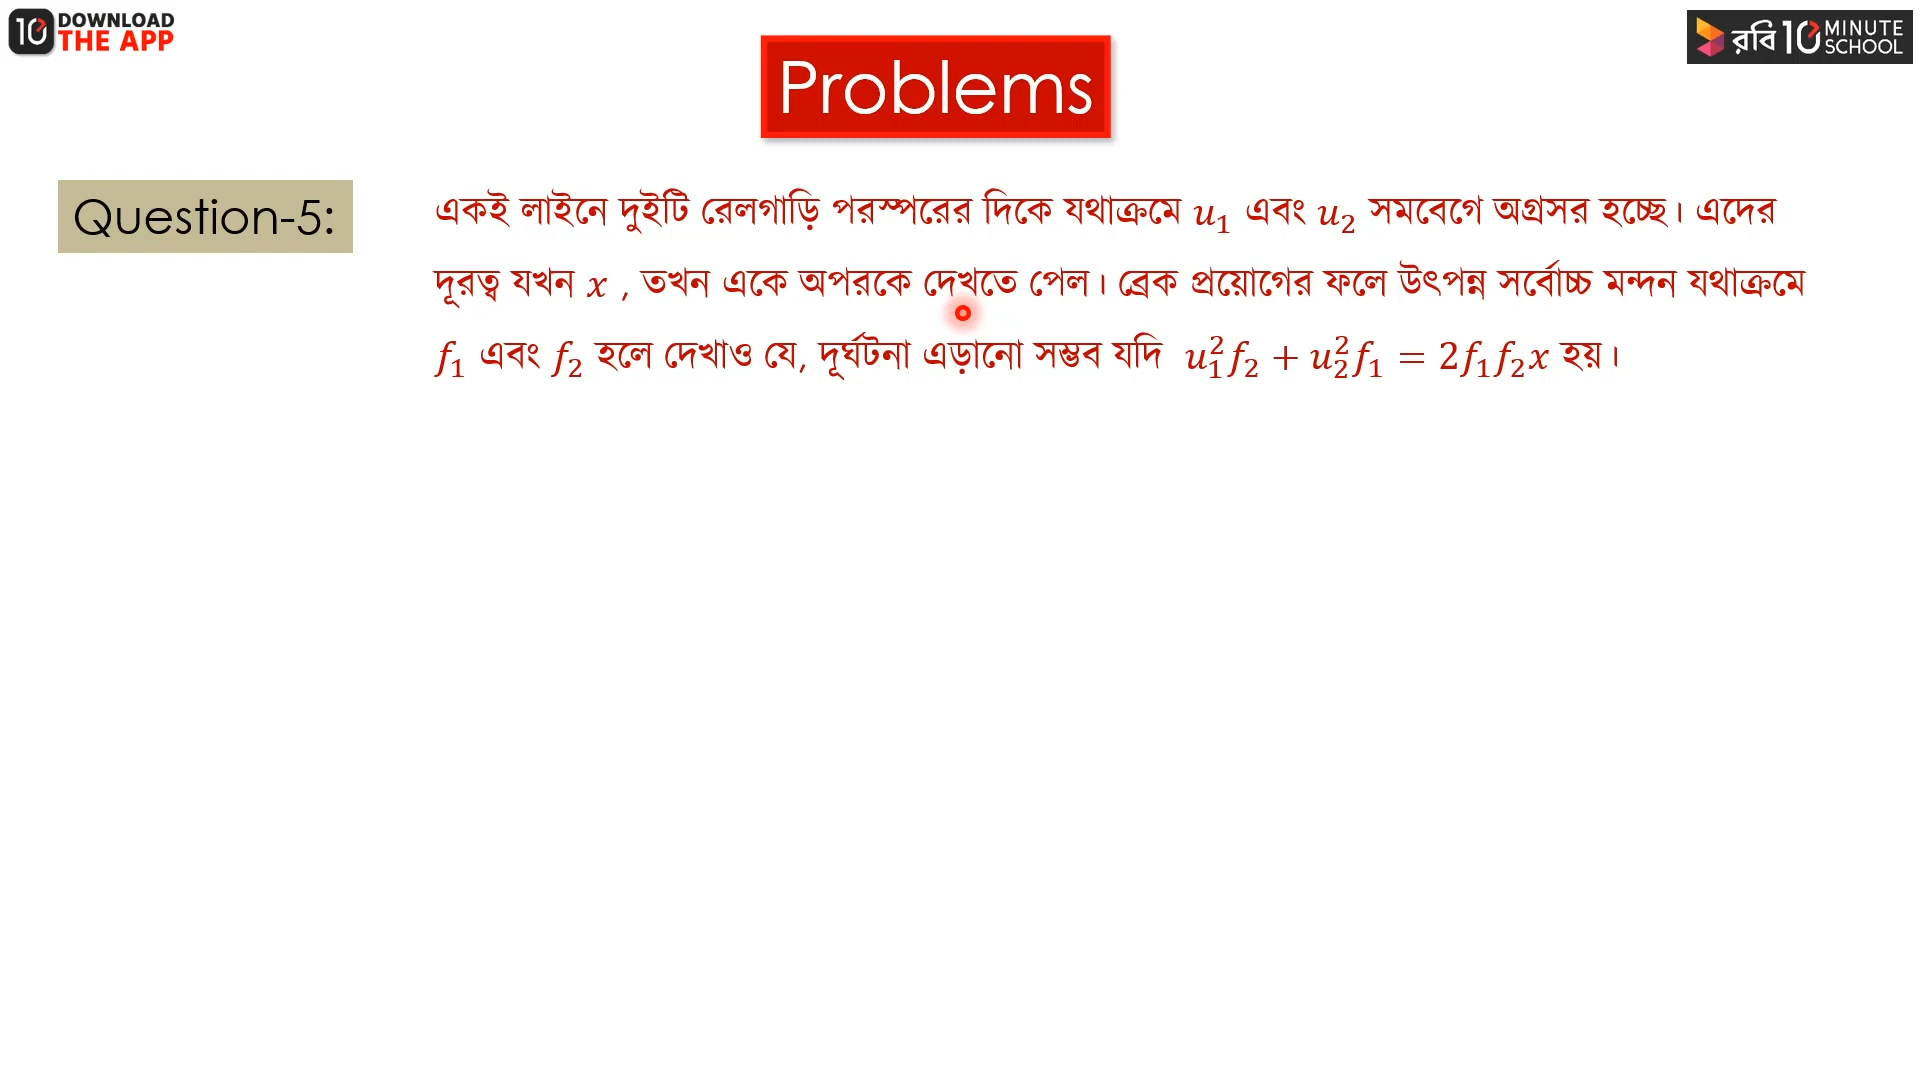 10 DOWNLOAD THE APP
রবি 10 MINUTE SCHOOL
Problems
Question-5:
একই লাইনে দুইটি রেলগাড়ি পরস্পরের দিকে যথাক্রমে u₁ এবং u₂ সমবেগে অগ্রসর হচ্ছে। এদের
দূরত্ব যখন x , তখন একে অপরকে দেখতে পেল। ব্রেক প্রয়োগের ফলে উৎপন্ন সর্বোচ্চ মন্দন যথাক্রমে
f₁ এবং f₂ হলে দেখাও যে, দূর্ঘটনা এড়ানো সম্ভব যদি u₁²f₂ + u₂²f₁ = 2f₁f₂x হয়।